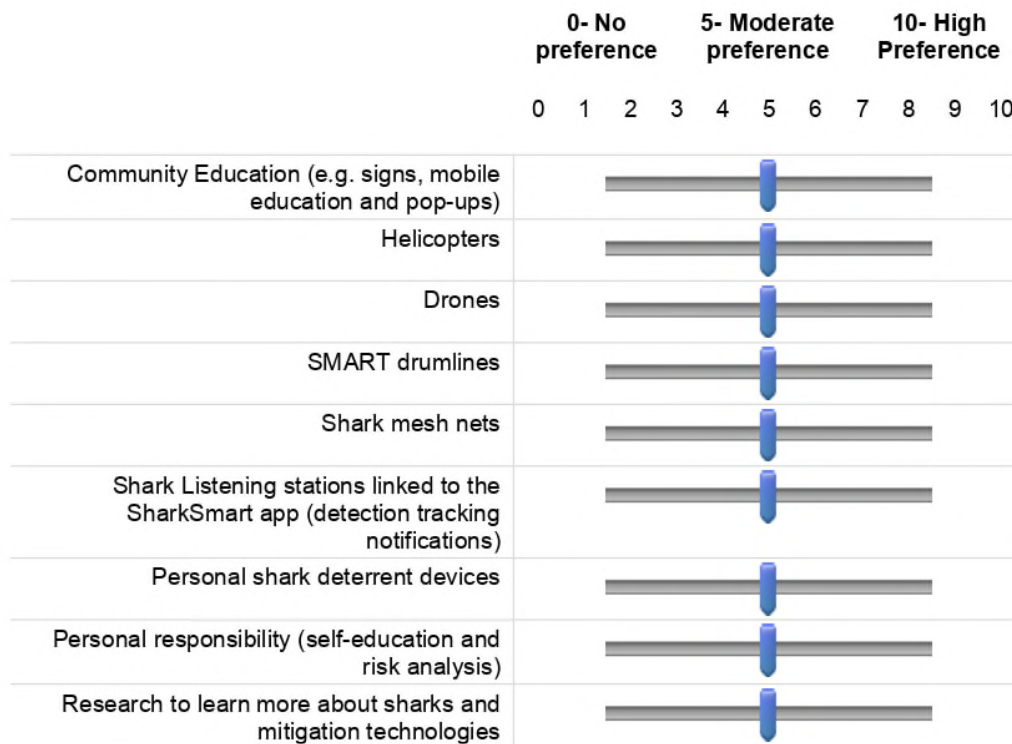 0- No preference 5- Moderate preference 10- High Preference
0 1 2 3 4 5 6 7 8 9 10
Community Education (e.g. signs, mobile
education and pop-ups)
Helicopters
Drones
SMART drumlines
Shark mesh nets
Shark Listening stations linked to the
SharkSmart app (detection tracking
notifications)
Personal shark deterrent devices
Personal responsibility (self-education and
risk analysis)
Research to learn more about sharks and
mitigation technologies